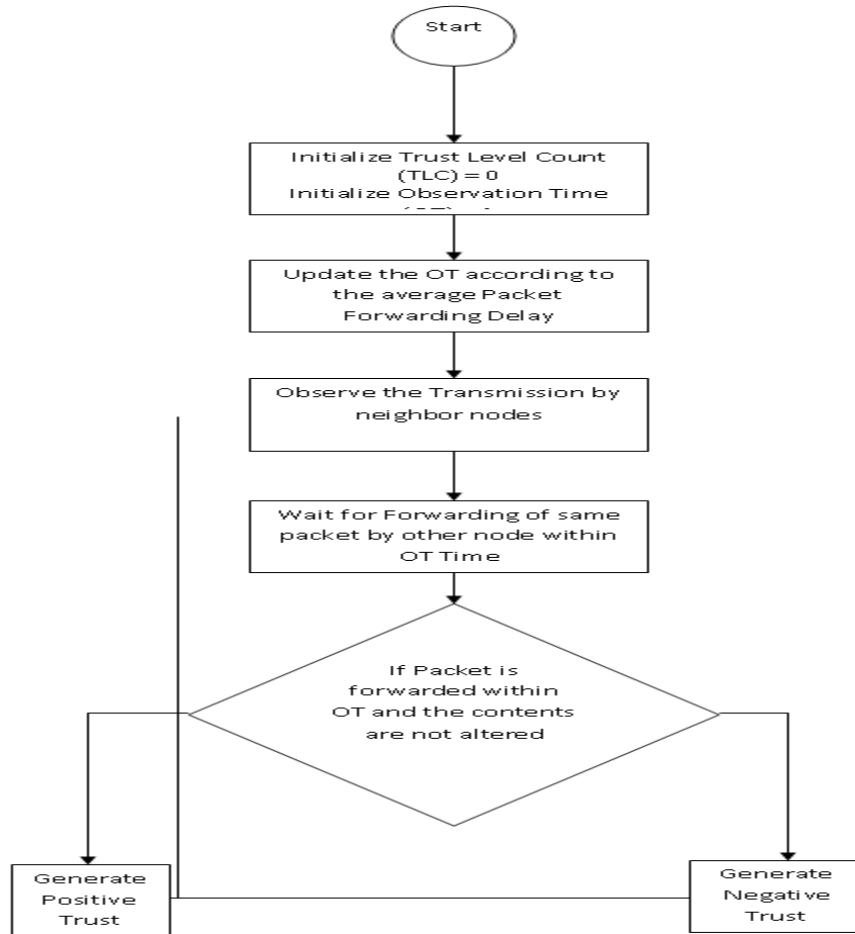 Start
Initialize Trust Level Count
(TLC) = 0
Initialize Observation Time
Update the OT according to
the average Packet
Forwarding Delay
Observe the Transmission by
neighbor nodes
Wait for Forwarding of same
packet by other node within
OT Time
If Packet is
forwarded within
OT and the contents
are not altered
Generate
Positive
Trust
Generate
Negative
Trust